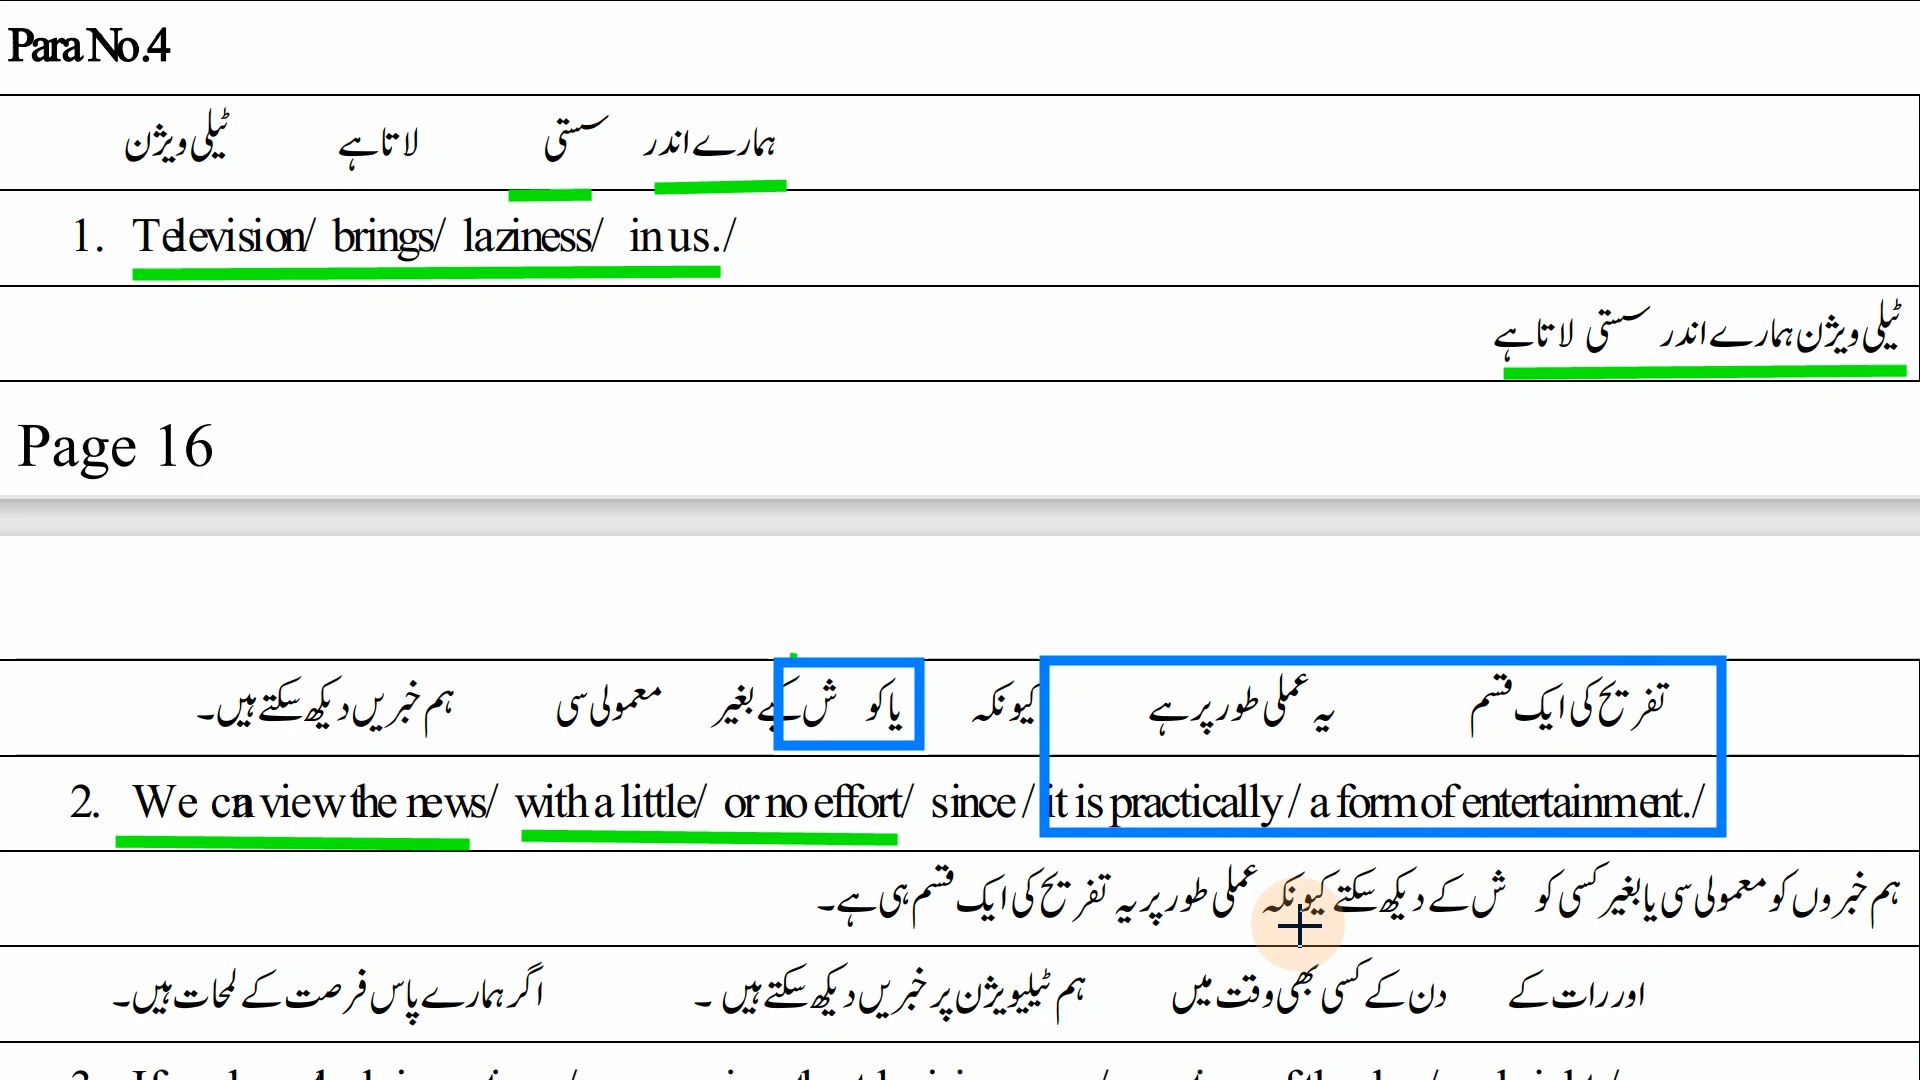 Para No.4
ٹیلی ویژن لاتا ہے سستی ہمارے اندر
1. Television/ brings/ laziness/ in us./
ٹیلی ویژن ہمارے اندر سستی لاتا ہے
Page 16
ہم خبریں دیکھ سکتے ہیں۔ معمولی سی کے بغیر یا کو ش کیونکہ یہ عملی طور پر ہے تفریح کی ایک قسم
2. We can view the news/ with a little/ or no effort/ since / it is practically / a form of entertainment./
ہم خبروں کو معمولی سی یا بغیر کسی کو ش کے دیکھ سکتے کیونکہ عملی طور پر یہ تفریح کی ایک قسم ہی ہے۔
اگر ہمارے پاس فرصت کے لمحات ہیں۔ ہم ٹیلیویژن پر خبریں دیکھ سکتے ہیں ۔ دن کے کسی بھی وقت میں اور رات کے